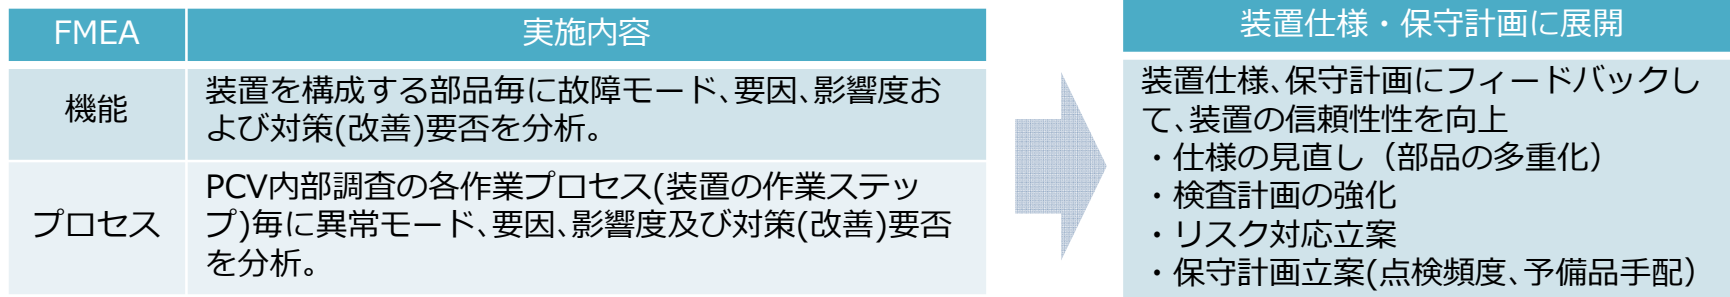 FMEA
実施内容
機能
装置を構成する部品毎に故障モード、要因、影響度お
よび対策(改善)要否を分析。
プロセス
PCV内部調査の各作業プロセス(装置の作業ステッ
プ)毎に異常モード、要因、影響度及び対策(改善)要否
を分析。
装置仕様・保守計画に展開
装置仕様、保守計画にフィードバックし
て、装置の信頼性性を向上
・仕様の見直し（部品の多重化）
・検査計画の強化
・リスク対応立案
・保守計画立案(点検頻度、予備品手配）